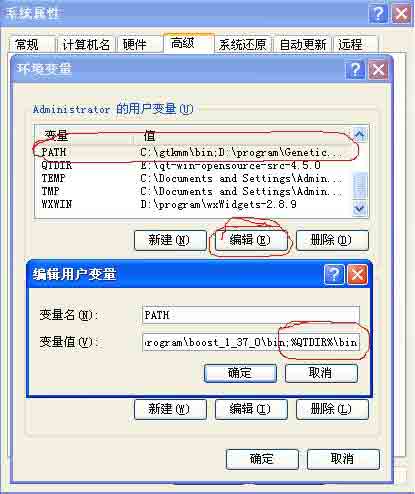 系统属性
常规 计算机名 硬件 高级 系统还原 自动更新 远程
环境变量
Administrator 的用户变量(U)
变量 值
PATH C:\gtkmm\bin;D:\program\Genetic...
QTDIR E:\qt-win-opensource-src-4.5.0
TEMP C:\Documents and Settings\Admin...
TMP C:\Documents and Settings\Admin...
WXWIN D:\program\wxWidgets-2.8.9
新建(N) 编辑(E) 删除(D)
编辑用户变量
变量名(N): PATH
变量值(V): rogram\boost_1_37_0\bin;%QTDIR%\bin
确定 取消
新建(W) 编辑(I) 删除(L)
确定 取消